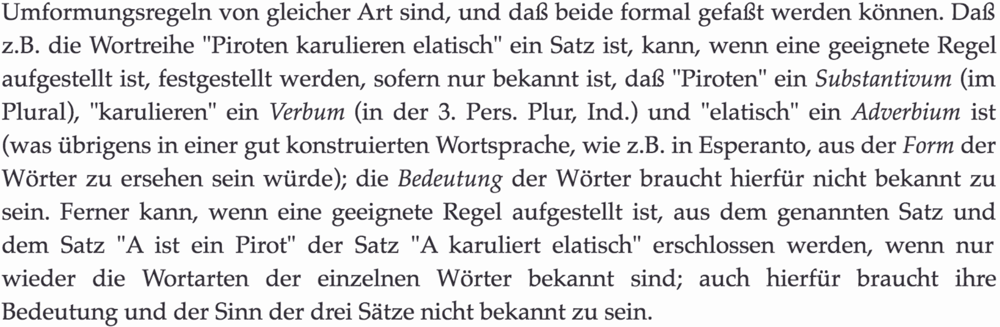 Umformungsregeln von gleicher Art sind, und daß beide formal gefaßt werden können. Daß
z.B. die Wortreihe "Piroten karulieren elatisch" ein Satz ist, kann, wenn eine geeignete Regel
aufgestellt ist, festgestellt werden, sofern nur bekannt ist, daß "Piroten" ein Substantivum (im
Plural), "karulieren" ein Verbum (in der 3. Pers. Plur, Ind.) und "elatisch" ein Adverbium ist
(was übrigens in einer gut konstruierten Wortsprache, wie z.B. in Esperanto, aus der Form der
Wörter zu ersehen sein würde); die Bedeutung der Wörter braucht hierfür nicht bekannt zu
sein. Ferner kann, wenn eine geeignete Regel aufgestellt ist, aus dem genannten Satz und
dem Satz "A ist ein Pirot" der Satz "A karuliert elatisch" erschlossen werden, wenn nur
wieder die Wortarten der einzelnen Wörter bekannt sind; auch hierfür braucht ihre
Bedeutung und der Sinn der drei Sätze nicht bekannt zu sein.